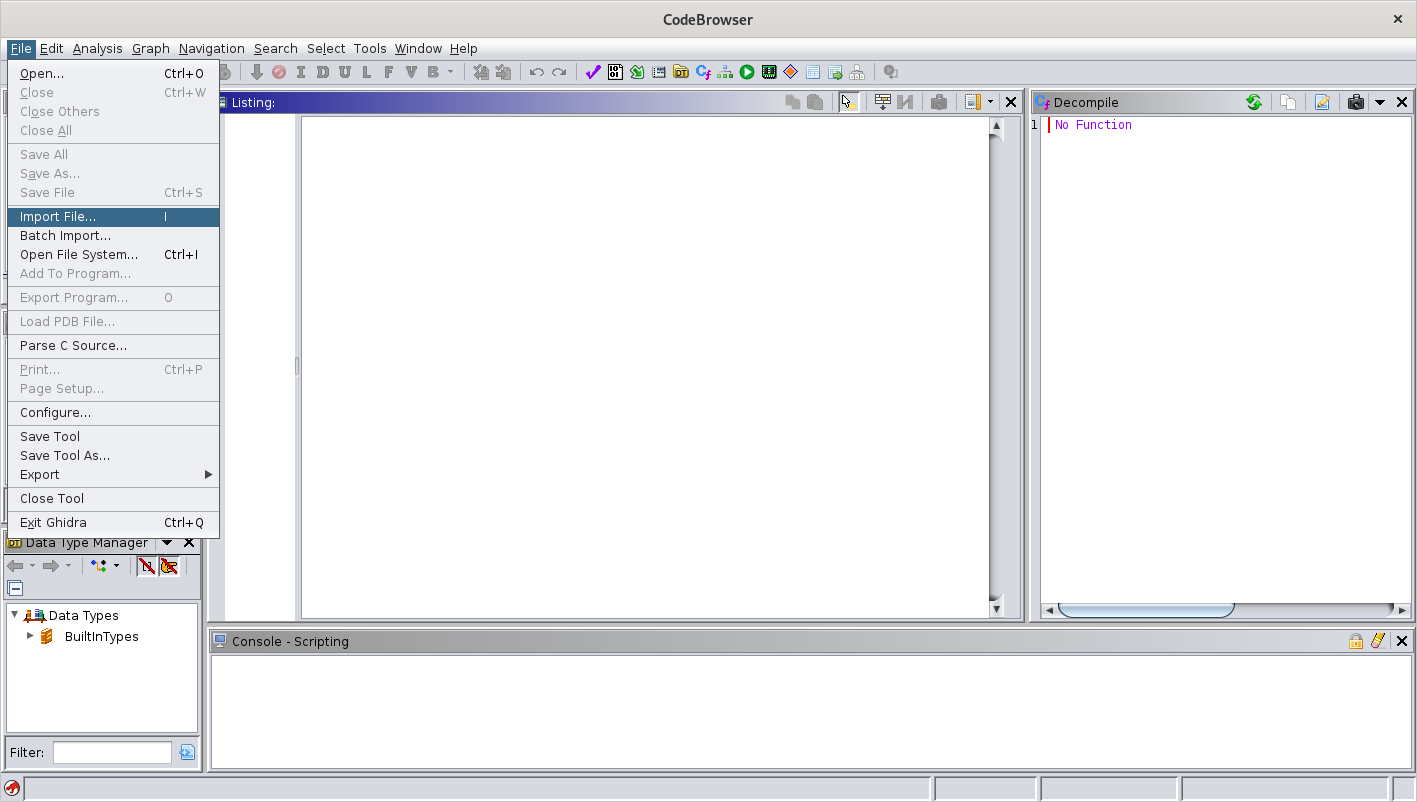 CodeBrowser
File Edit Analysis Graph Navigation Search Select Tools Window Help
Open... Ctrl+O
Close Ctrl+W
Close Others
Close All
Save All
Save As...
Save File Ctrl+S
Import File... I
Batch Import...
Open File System... Ctrl+I
Add To Program...
Export Program... O
Load PDB File...
Parse C Source...
Print... Ctrl+P
Page Setup...
Configure...
Save Tool
Save Tool As...
Export
Close Tool
Exit Ghidra Ctrl+Q
I D U L F V B
Listing:
Decompile
1 No Function
Data Type Manager
Data Types
BuiltInTypes
Filter:
Console - Scripting